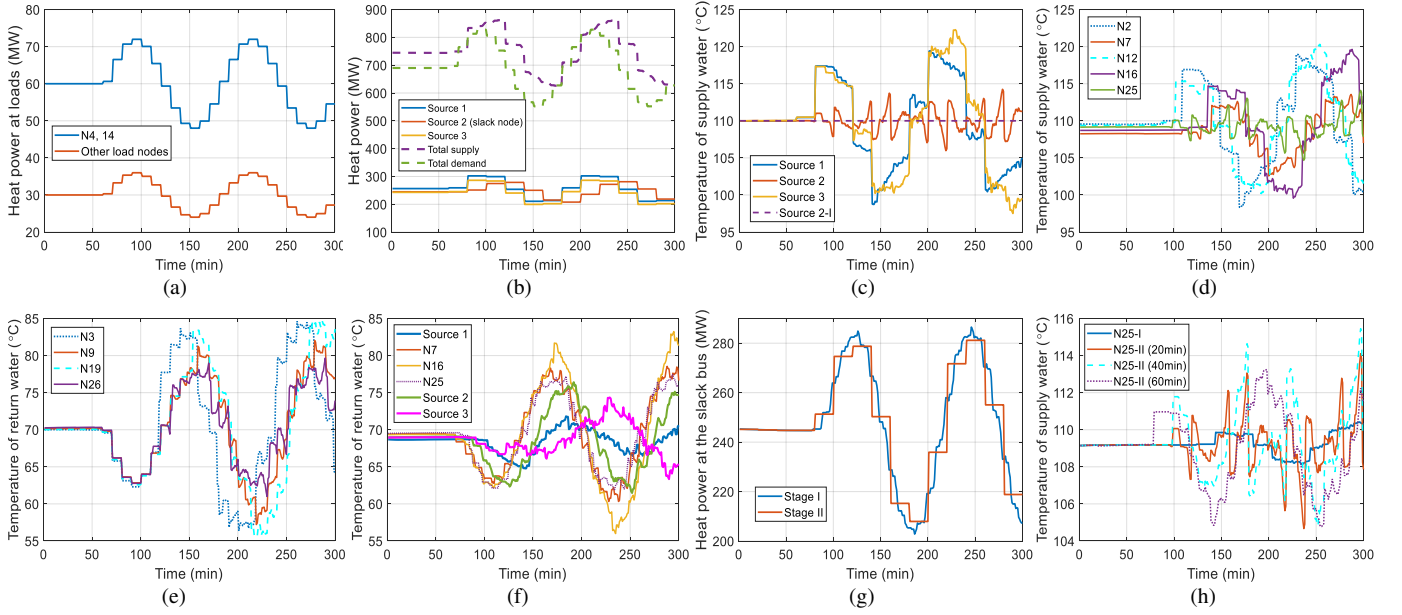 Heat power at loads (MW)
80
70
60
50
40
30
20
N4, 14
Other load nodes
0 50 100 150 200 250 300
Time (min)
(a)
Heat power (MW)
900
800
700
600
500
400
300
200
100
Source 1
Source 2 (slack node)
Source 3
Total supply
Total demand
0 50 100 150 200 250 300
Time (min)
(b)
Temperature of supply water (°C)
125
120
115
110
105
100
95
Source 1
Source 2
Source 3
Source 2-I
0 50 100 150 200 250 300
Time (min)
(c)
Temperature of supply water (°C)
125
120
115
110
105
100
95
N2
N7
N12
N16
N25
0 50 100 150 200 250 300
Time (min)
(d)
Temperature of return water (°C)
85
80
75
70
65
60
55
N3
N9
N19
N26
0 50 100 150 200 250 300
Time (min)
(e)
Temperature of return water (°C)
85
80
75
70
65
60
55
Source 1
N7
N16
N25
Source 2
Source 3
0 50 100 150 200 250 300
Time (min)
(f)
Heat power at the slack bus (MW)
300
280
260
240
220
200
Stage I
Stage II
0 50 100 150 200 250 300
Time (min)
(g)
Temperature of supply water (°C)
116
114
112
110
108
106
104
N25-I
N25-II (20min)
N25-II (40min)
N25-II (60min)
0 50 100 150 200 250 300
Time (min)
(h)